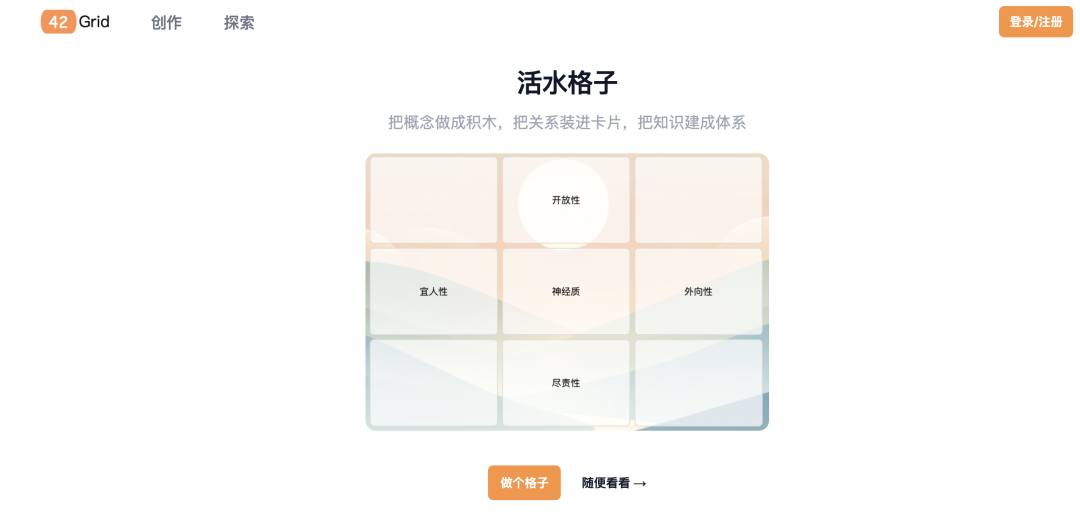 42 Grid 创作 探索 登录/注册
活水格子
把概念做成积木，把关系装进卡片，把知识建成体系
开放性
宜人性 神经质 外向性
尽责性
做个格子 随便看看 →